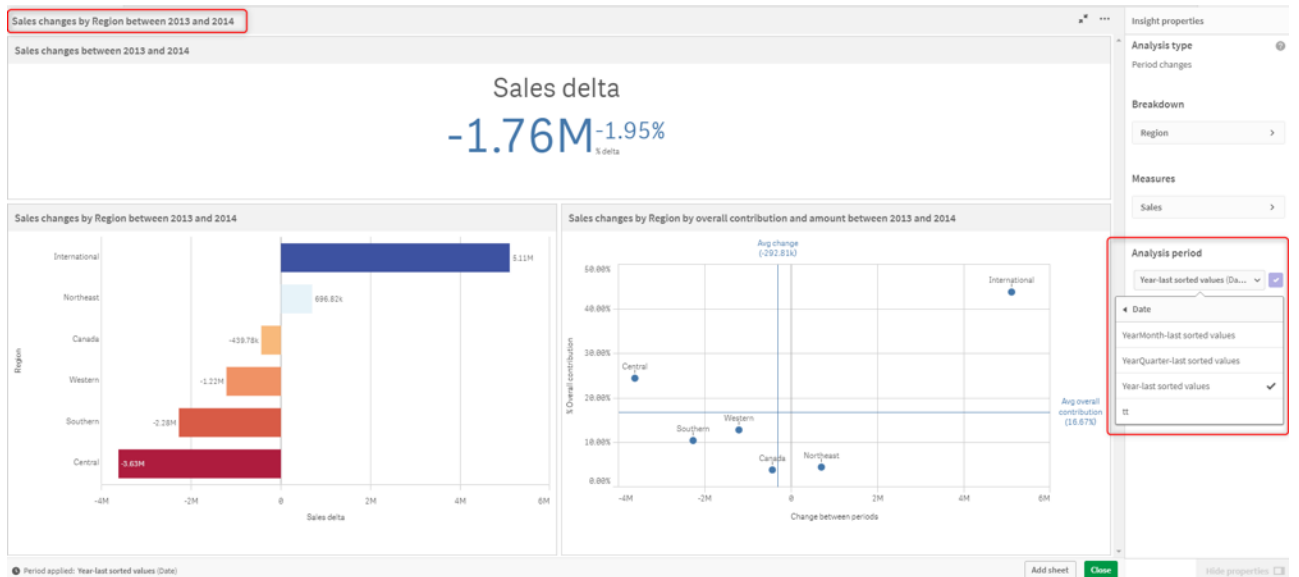 Sales changes by Region between 2013 and 2014
Insight properties
Sales changes between 2013 and 2014
Sales delta
-1.76M -1.95%
% delta
Analysis type
Period changes
Breakdown
Region
Measures
Sales
Analysis period
Year-last sorted values (Da...
Date
YearMonth-last sorted values
YearQuarter-last sorted values
Year-last sorted values
tt
Sales changes by Region between 2013 and 2014
Region
International
5.11M
Northeast
696.82k
Canada
-439.78k
Western
-1.22M
Southern
-2.28M
Central
-3.63M
-4M -2M 0 2M 4M 6M
Sales delta
Sales changes by Region by overall contribution and amount between 2013 and 2014
Avg change
(-292.81k)
% Overall contribution
50.00%
40.00%
30.00%
20.00%
10.00%
0.00%
International
Central
Western
Southern
Canada
Northeast
Avg overall
contribution
(16.67%)
-4M -2M 0 2M 4M 6M
Change between periods
Period applied: Year-last sorted values (Date)
Add sheet
Close
Hide properties